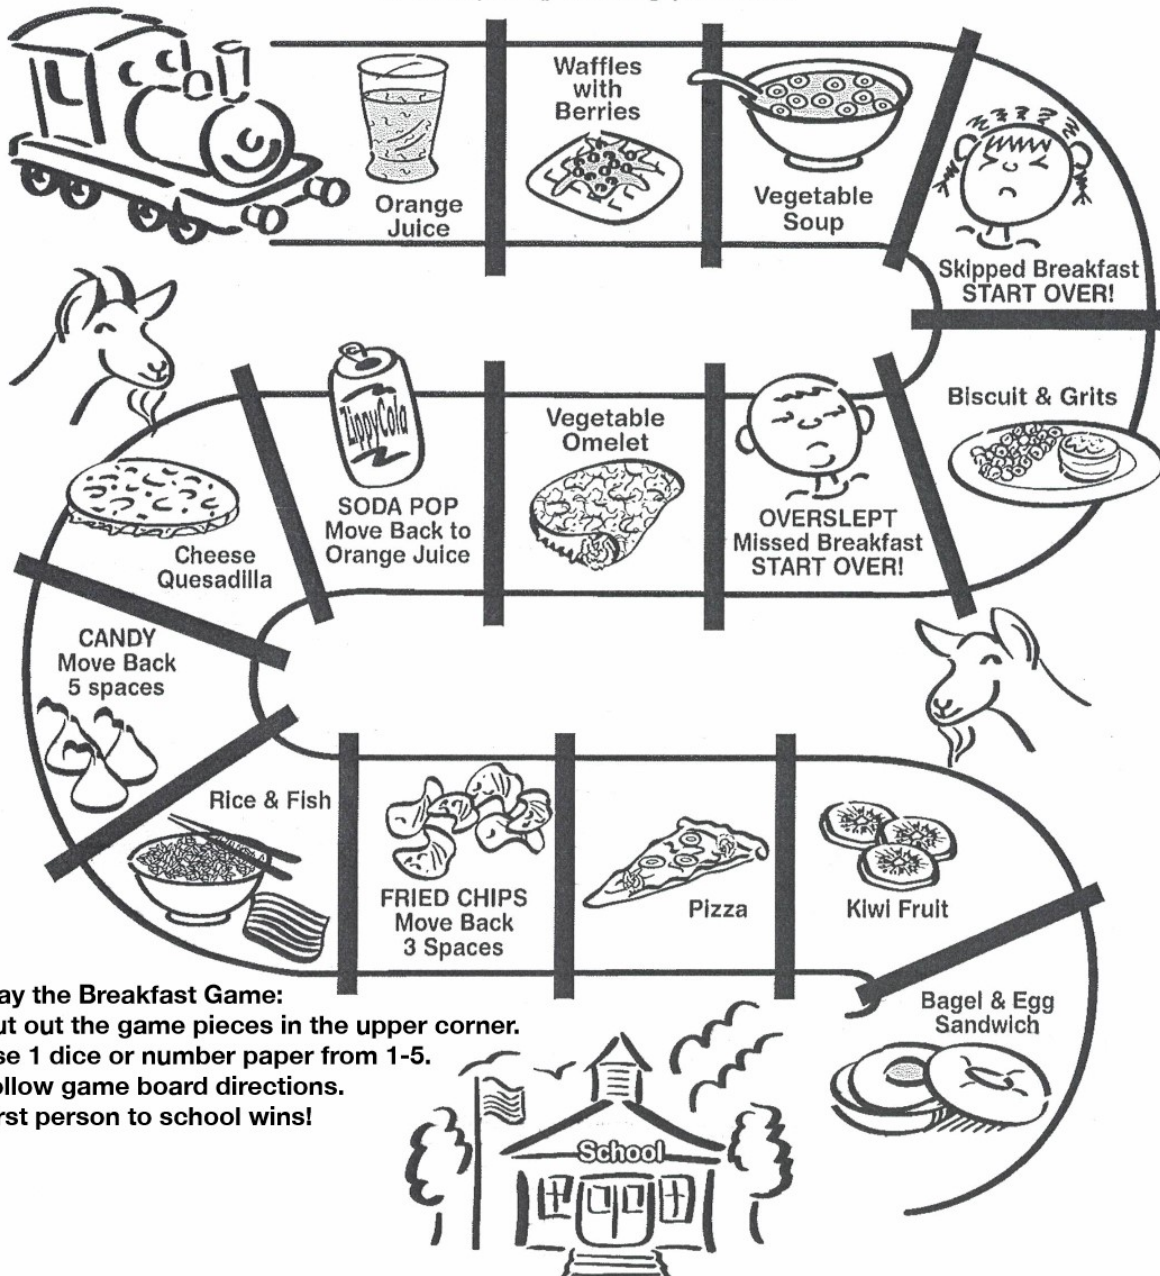 Orange
Juice
Waffles
with
Berries
Vegetable
Soup
Skipped Breakfast
START OVER!
Biscuit & Grits
OVERSLEPT
Missed Breakfast
START OVER!
Vegetable
Omelet
ZippyCola
SODA POP
Move Back to
Orange Juice
Cheese
Quesadilla
CANDY
Move Back
5 spaces
Rice & Fish
FRIED CHIPS
Move Back
3 Spaces
Pizza
Kiwi Fruit
Bagel & Egg
Sandwich
ay the Breakfast Game:
ut out the game pieces in the upper corner.
se 1 dice or number paper from 1-5.
ollow game board directions.
rst person to school wins!
School